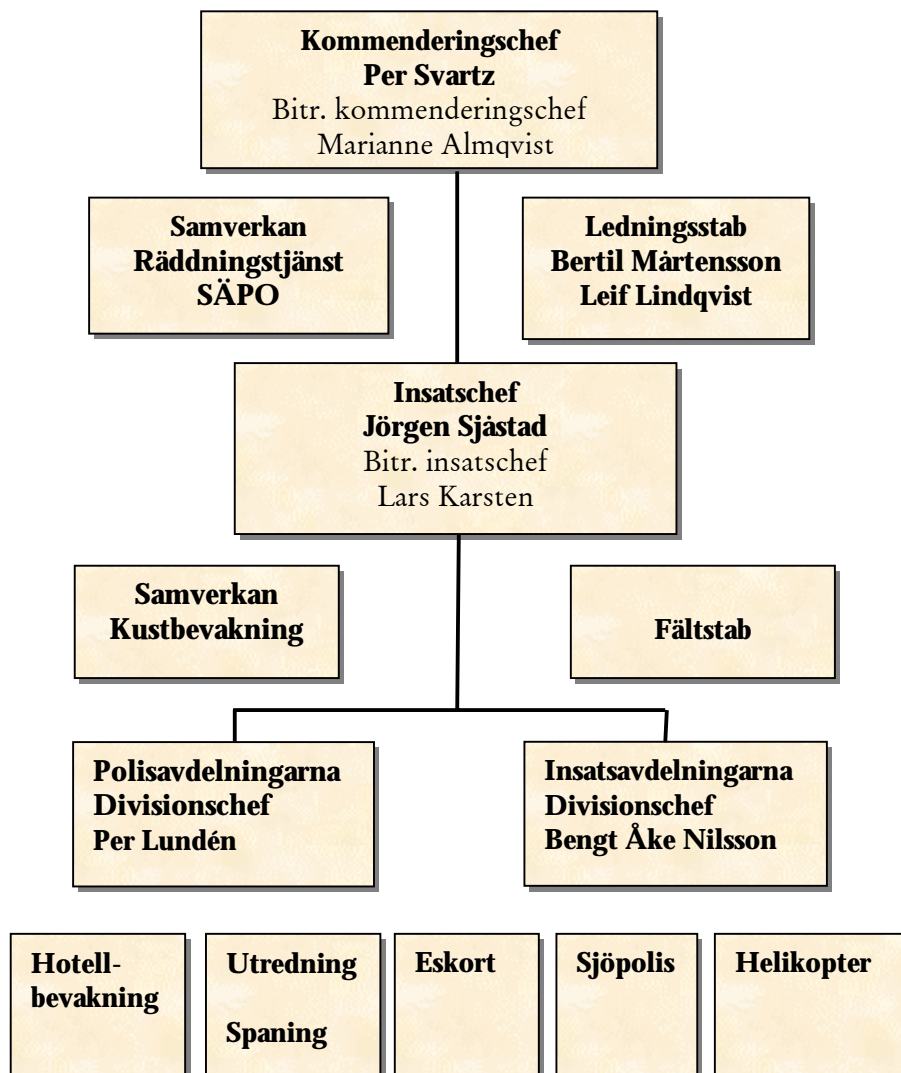 Kommenderingschef
Per Svartz
Bitr. kommenderingschef
Marianne Almqvist
Samverkan
Räddningstjänst
SÄPO
Ledningsstab
Bertil Mårtensson
Leif Lindqvist
Insatschef
Jörgen Sjåstad
Bitr. insatschef
Lars Karsten
Samverkan
Kustbevakning
Fältstab
Polisavdelningarna
Divisionschef
Per Lundén
Insatsavdelningarna
Divisionschef
Bengt Åke Nilsson
Hotell-
bevakning
Utredning
Spaning
Eskort
Sjöpolis
Helikopter